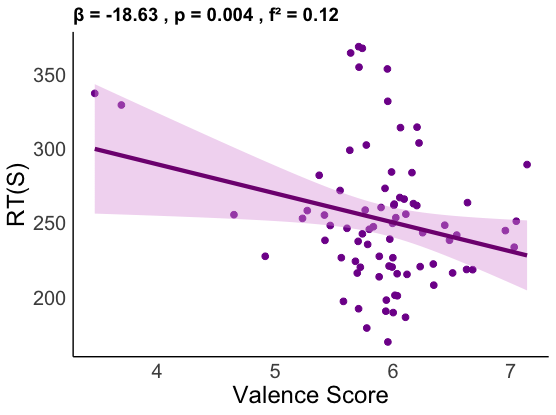 β = -18.63 , p = 0.004 , f² = 0.12
350
300
250
200
RT(S)
4 5 6 7
Valence Score